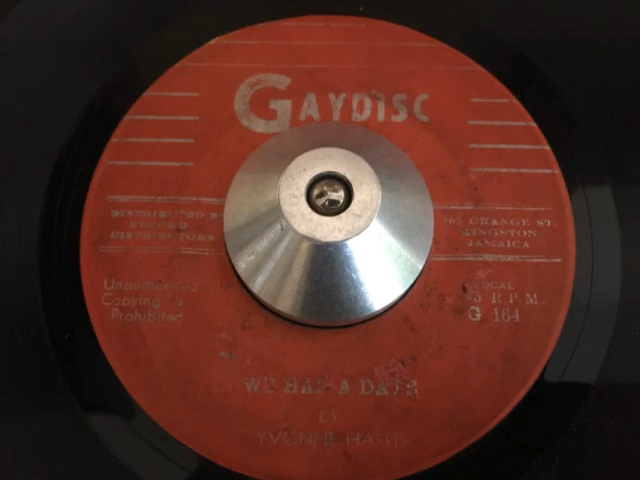 GAYDISC
DISTRIBUTED BY
RECORD
DISTRIBUTORS
ORANGE ST.
KINGSTON
JAMAICA
Unauthorized
Copying is
Prohibited
VOCAL
45 R.P.M.
G 164
WE HAD A DATE
BY
YVONNE